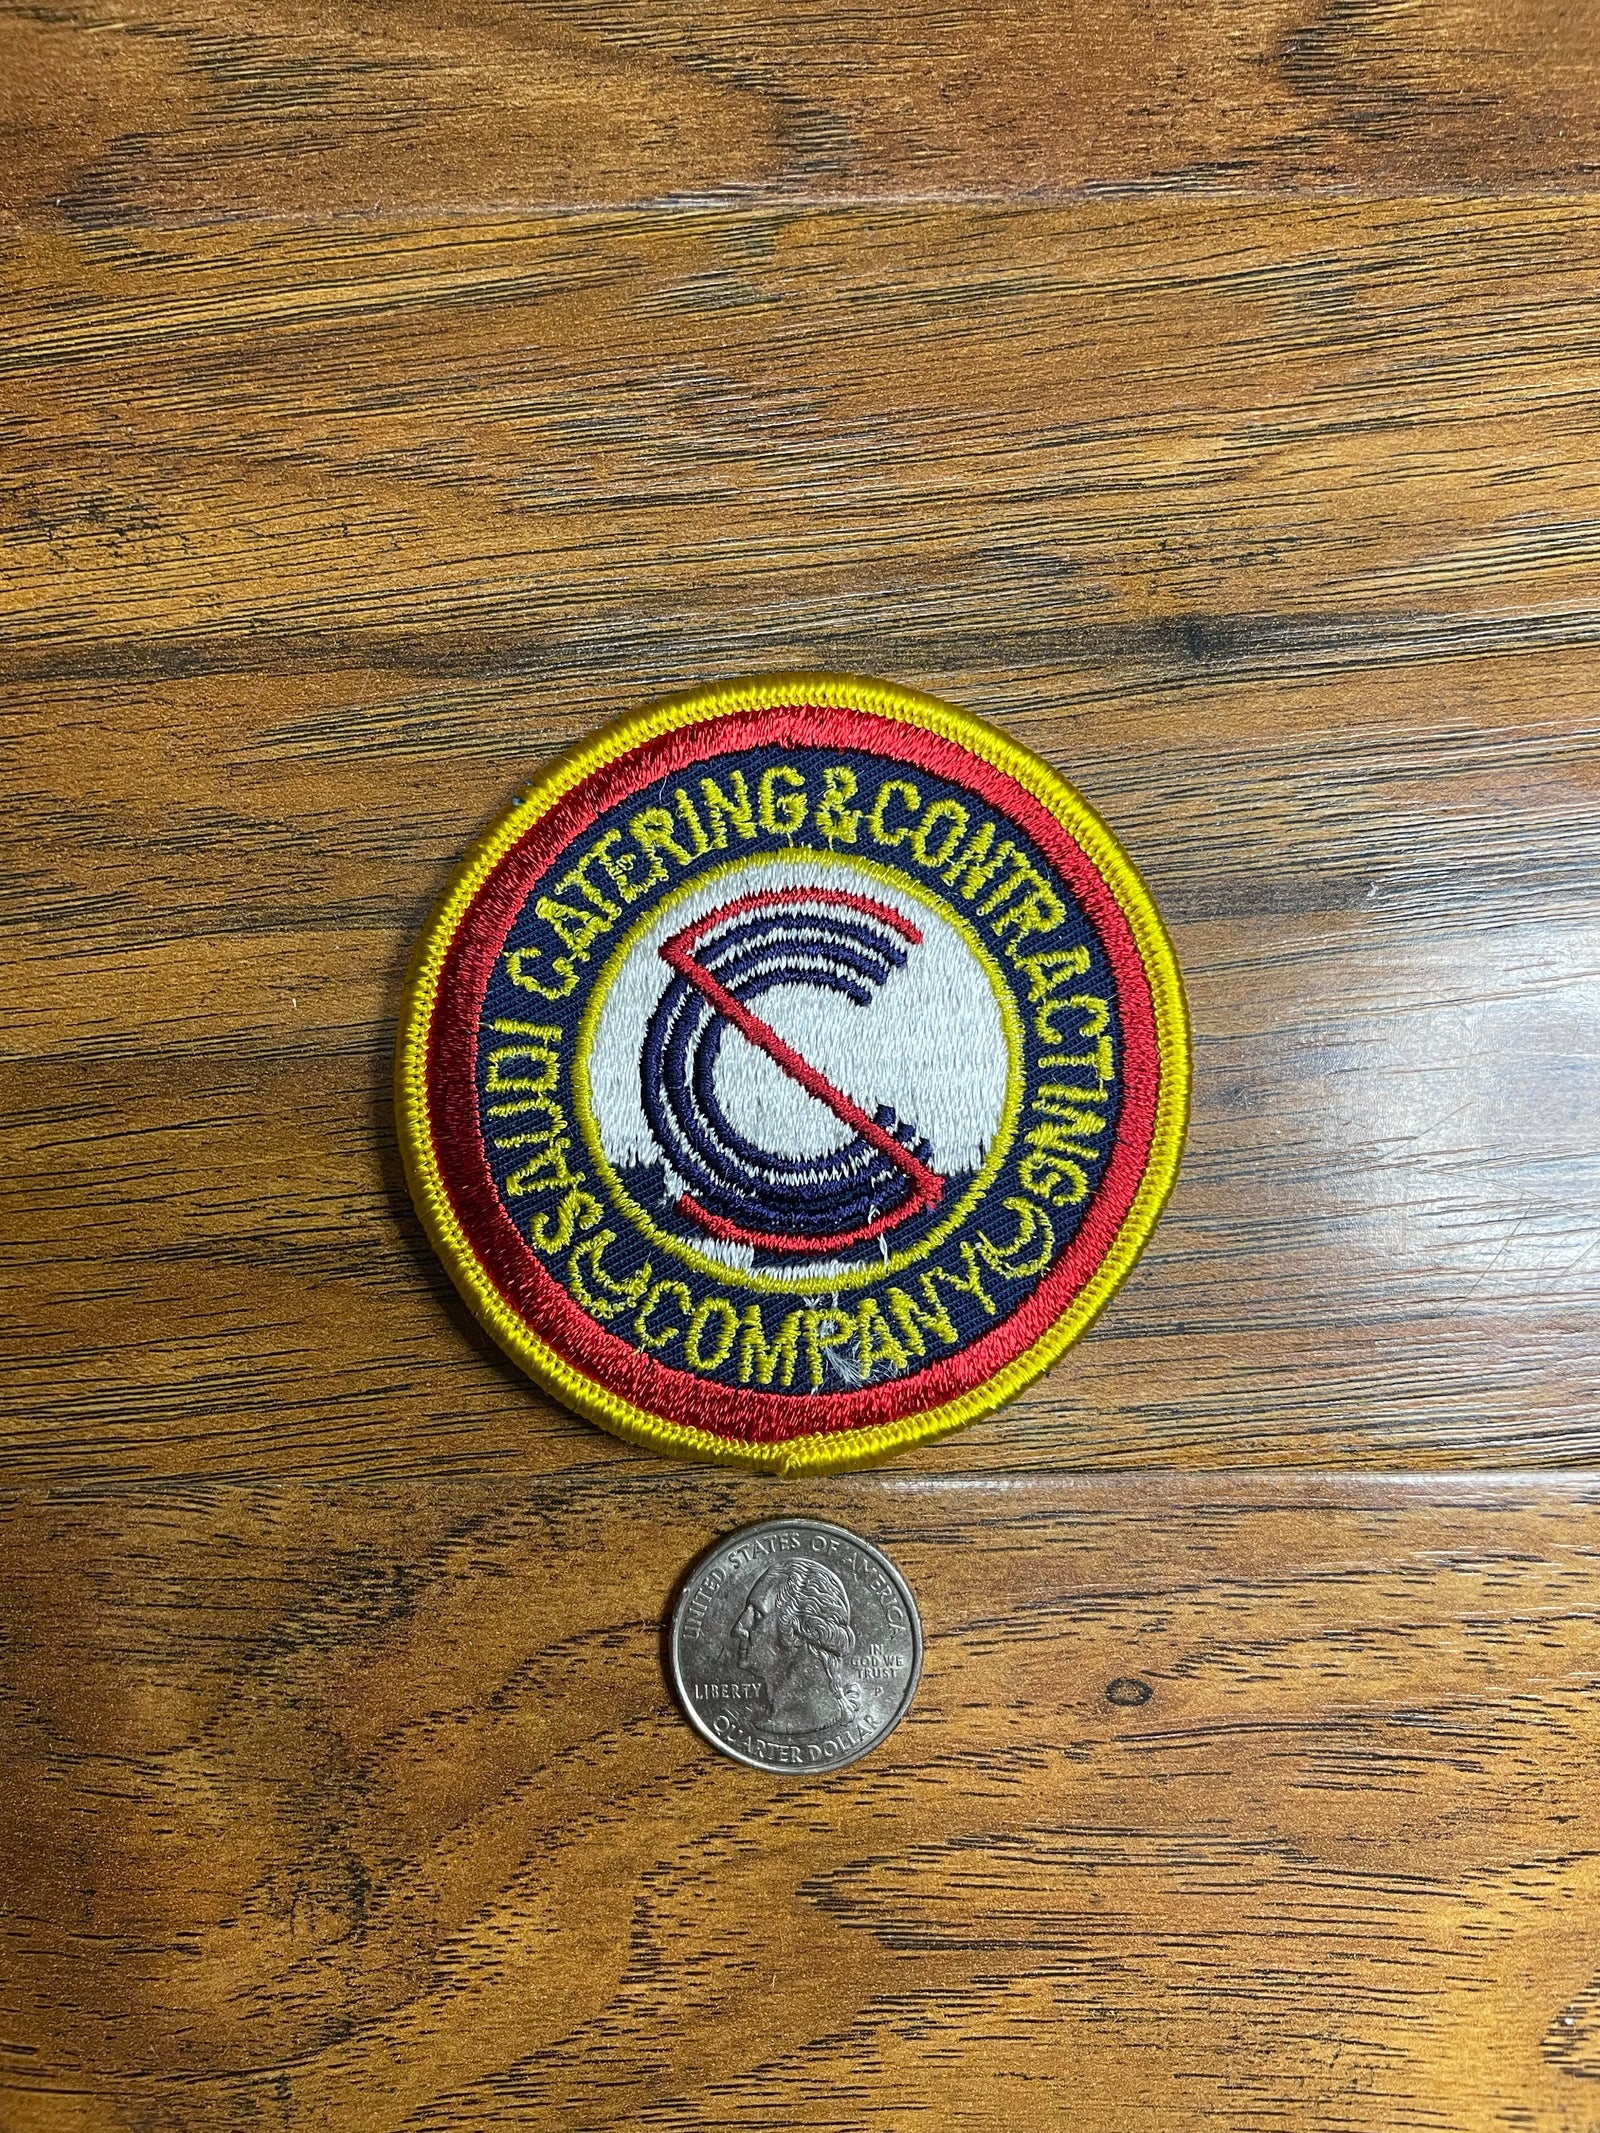 SAUDI CATERING & CONTRACTING
COMPANY
UNITED STATES OF AMERICA
LIBERTY
IN
GOD WE
TRUST
P
QUARTER DOLLAR